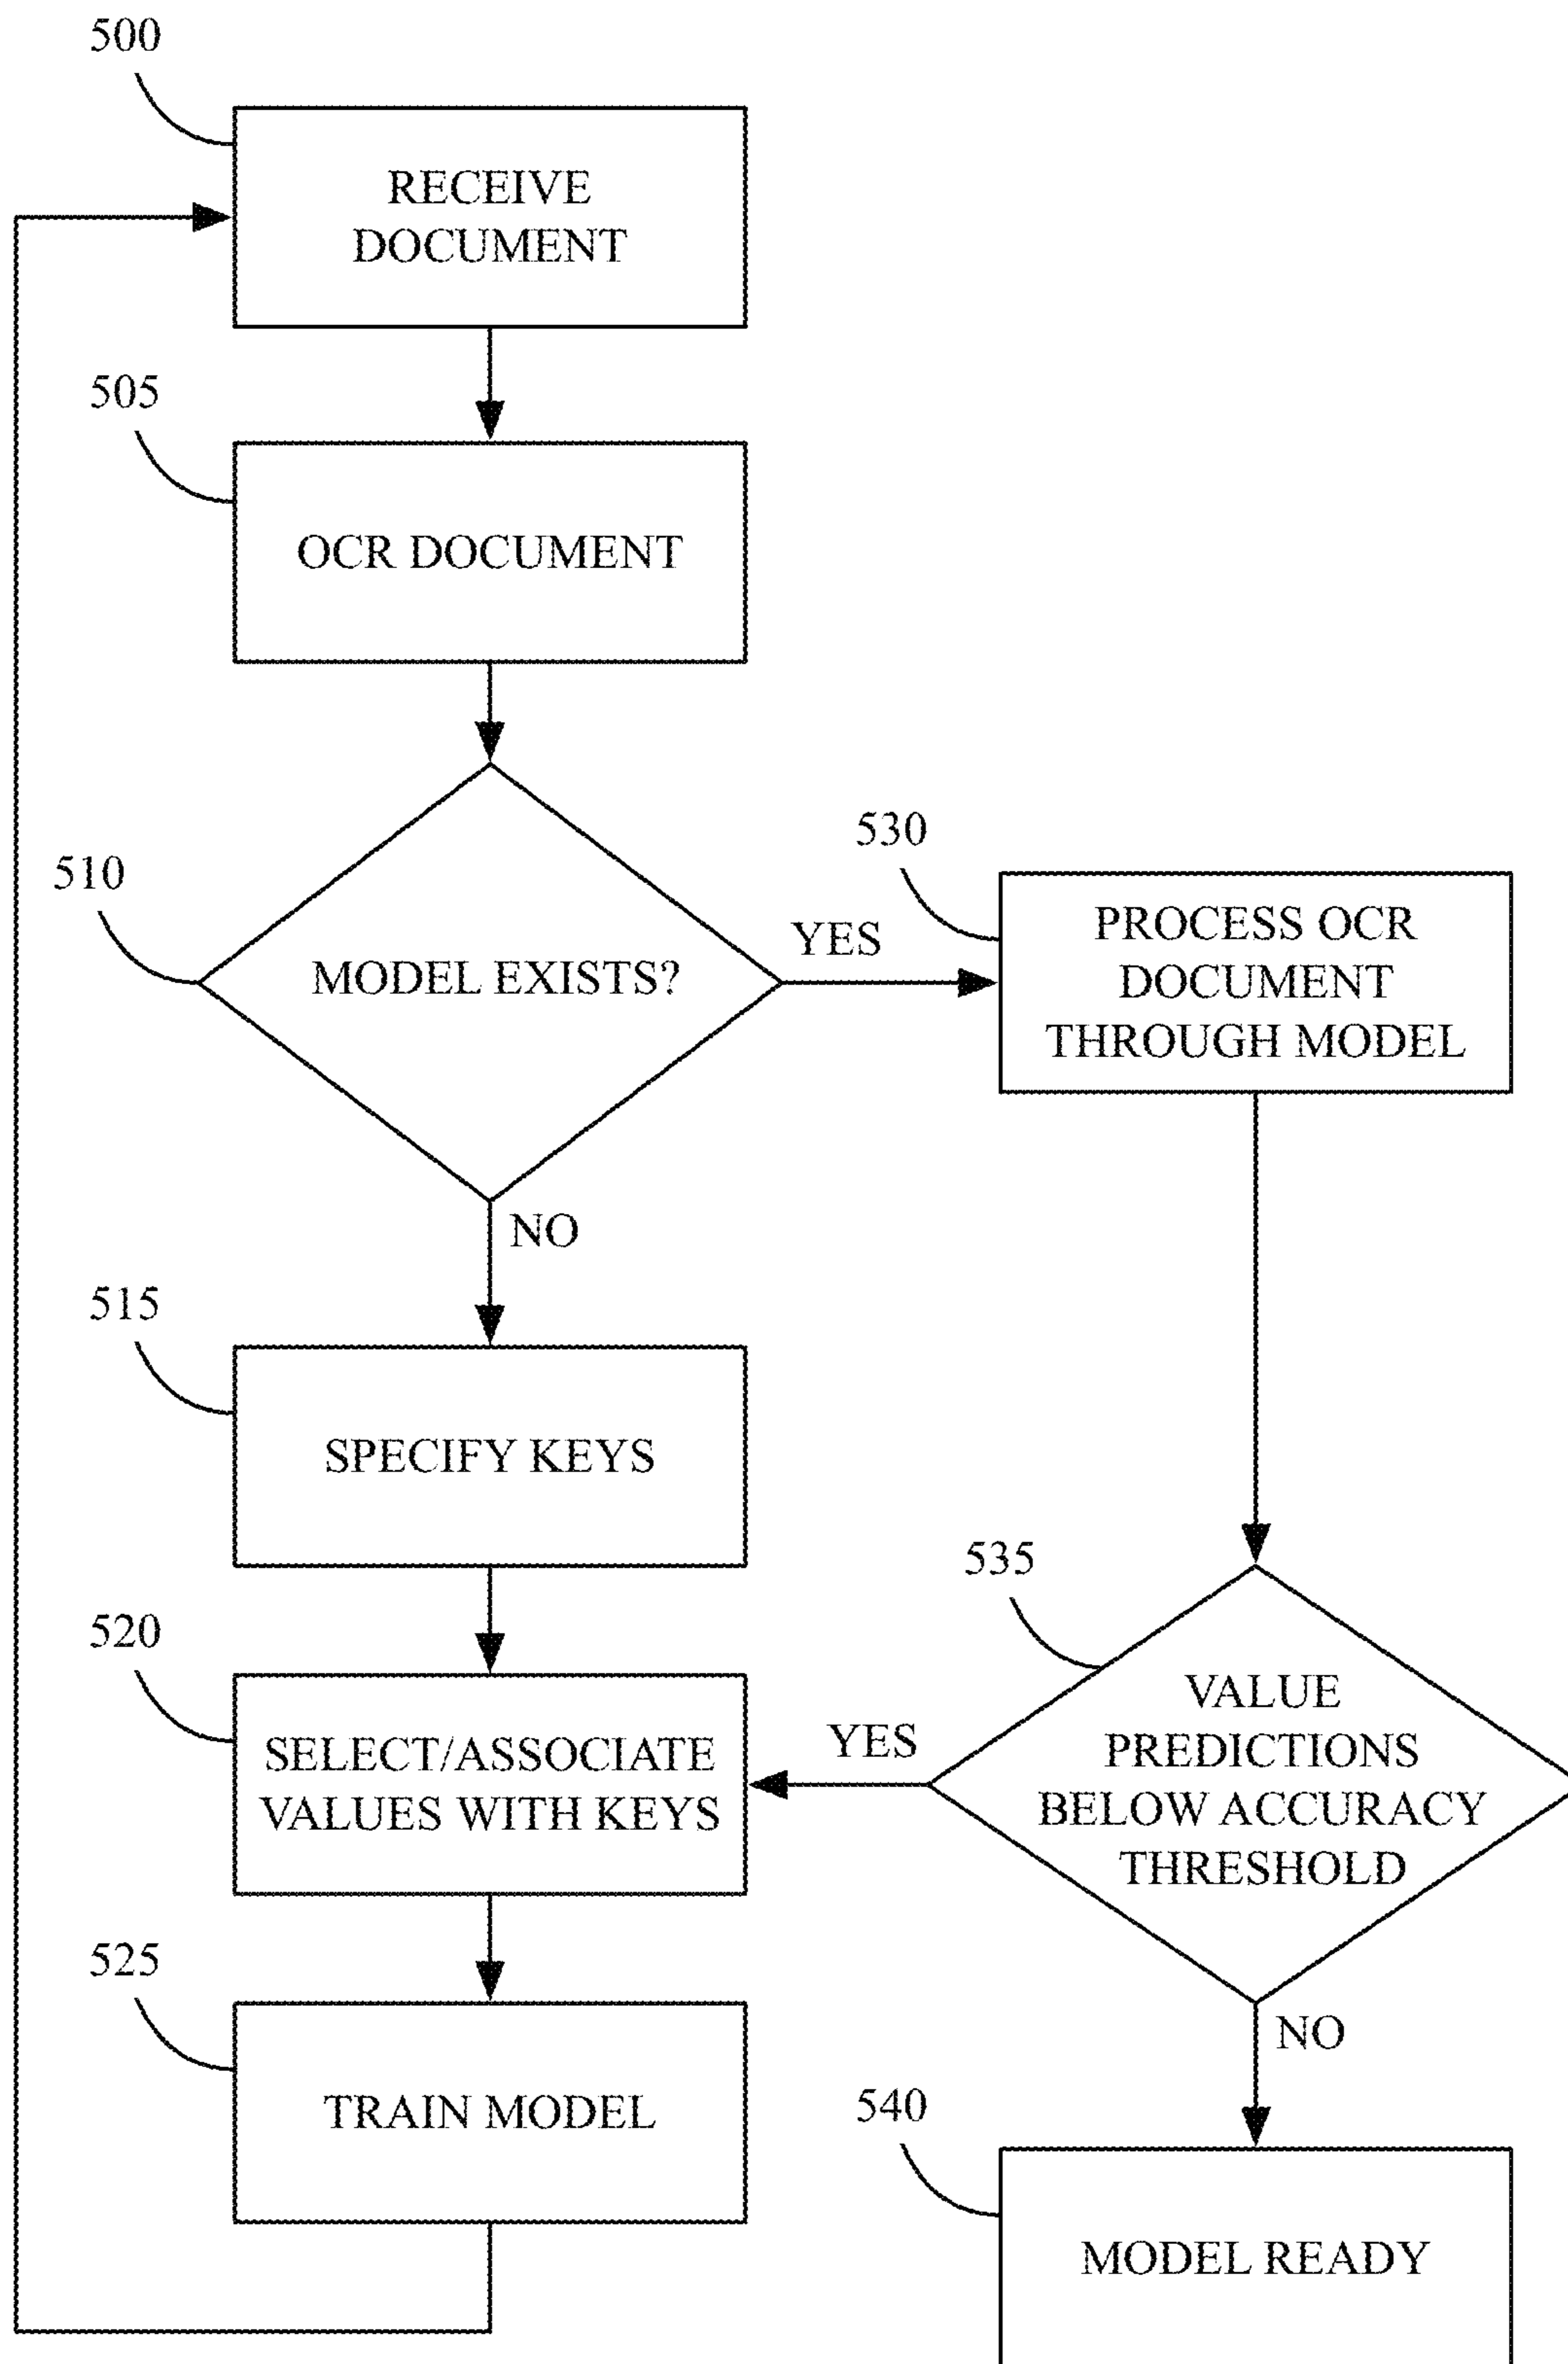 500
RECEIVE
DOCUMENT
505
OCR DOCUMENT
510
MODEL EXISTS?
YES
530
PROCESS OCR
DOCUMENT
THROUGH MODEL
NO
515
SPECIFY KEYS
520
SELECT/ASSOCIATE
VALUES WITH KEYS
YES
535
VALUE
PREDICTIONS
BELOW ACCURACY
THRESHOLD
525
TRAIN MODEL
NO
540
MODEL READY